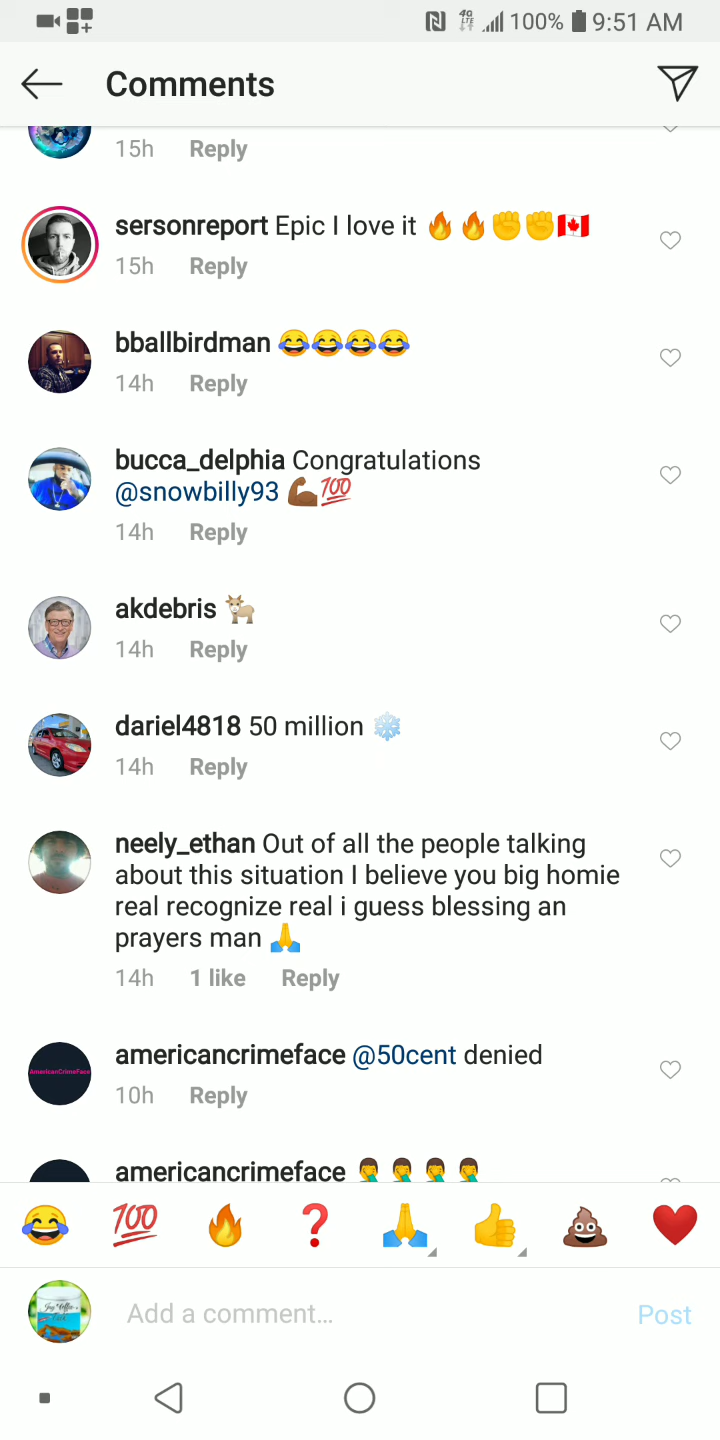 4G LTE 100% 9:51 AM
Comments
15h Reply
sersonreport Epic I love it 🔥🔥✊✊🇨🇦
15h Reply
bballbirdman 😂😂😂😂
14h Reply
bucca_delphia Congratulations
@snowbilly93 💪🏾💯
14h Reply
akdebris 🐐
14h Reply
dariel4818 50 million ❄️
14h Reply
neely_ethan Out of all the people talking
about this situation I believe you big homie
real recognize real i guess blessing an
prayers man 🙏
14h 1 like Reply
AmericanCrimeFace
americancrimeface @50cent denied
10h Reply
americancrimeface 🤦🏾‍♂️🤦🏾‍♂️🤦🏾‍♂️🤦🏾‍♂️
😂 💯 🔥 ❓ 🙏 👍 💩 ❤️
Add a comment... Post